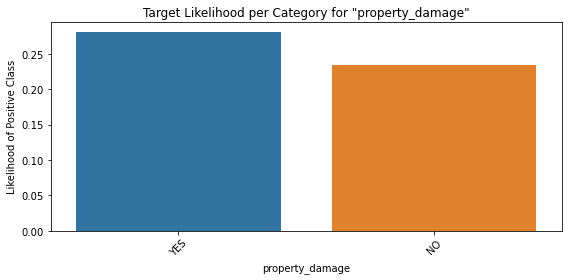 Target Likelihood per Category for "property_damage"
Likelihood of Positive Class
0.25
0.20
0.15
0.10
0.05
0.00
YES
NO
property_damage